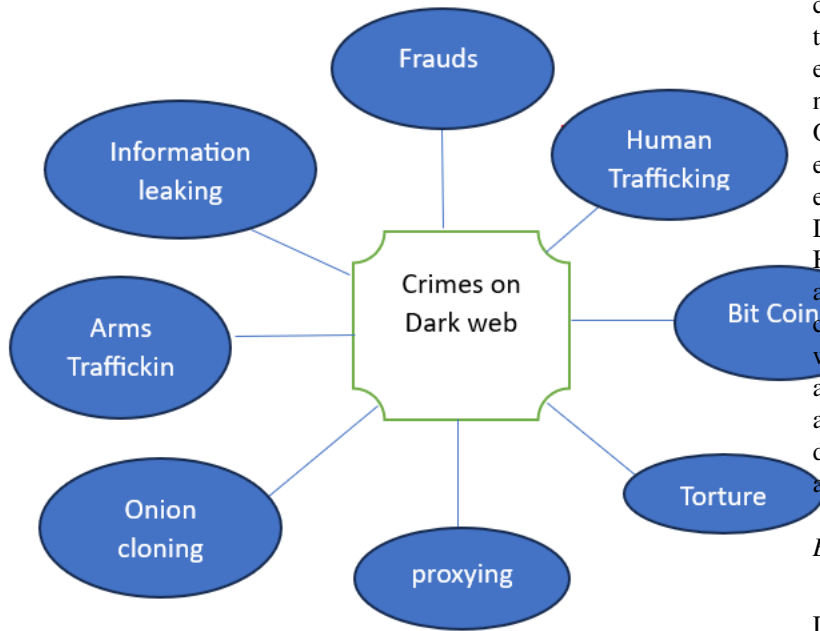 Frauds
Human
Trafficking
Information
leaking
Crimes on
Dark web
Bit Coin
Arms
Traffickin
Torture
Onion
cloning
proxying